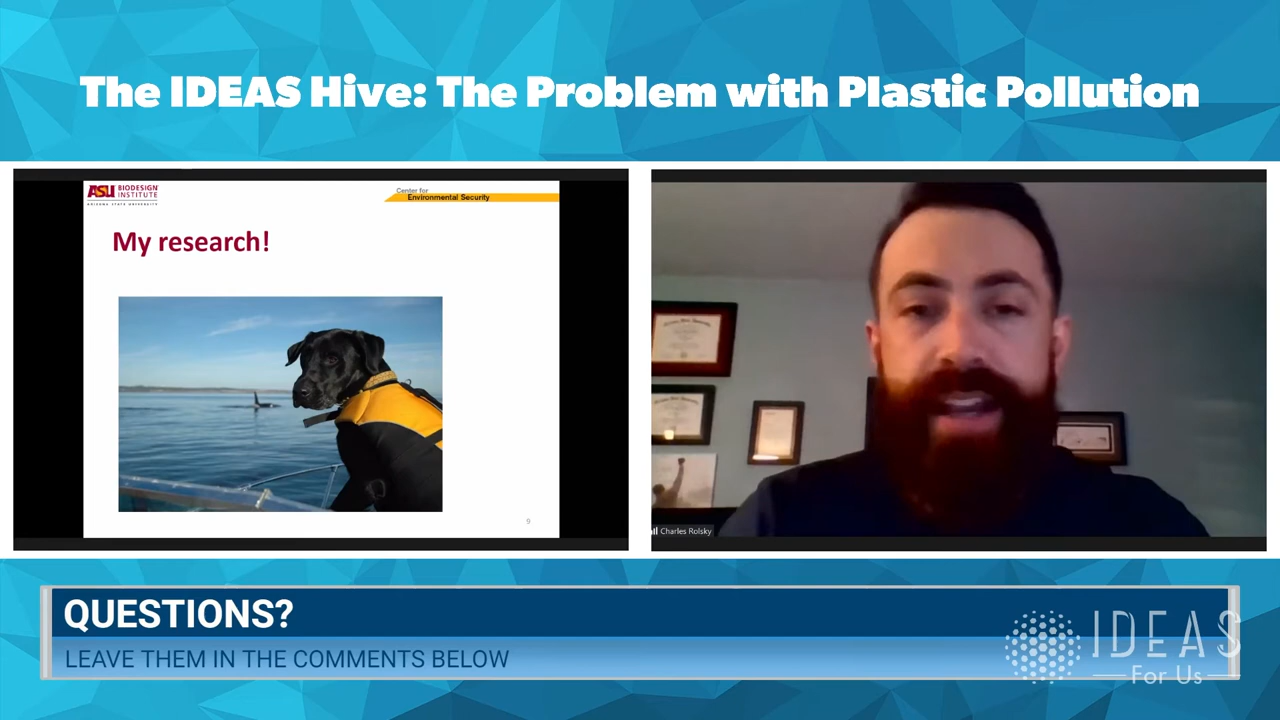 The IDEAS Hive: The Problem with Plastic Pollution
ASU BIODESIGN
INSTITUTE
ARIZONA STATE UNIVERSITY
Center for
Environmental Security
My research!
9
Charles Rolsky
QUESTIONS?
LEAVE THEM IN THE COMMENTS BELOW
IDEAS
For Us